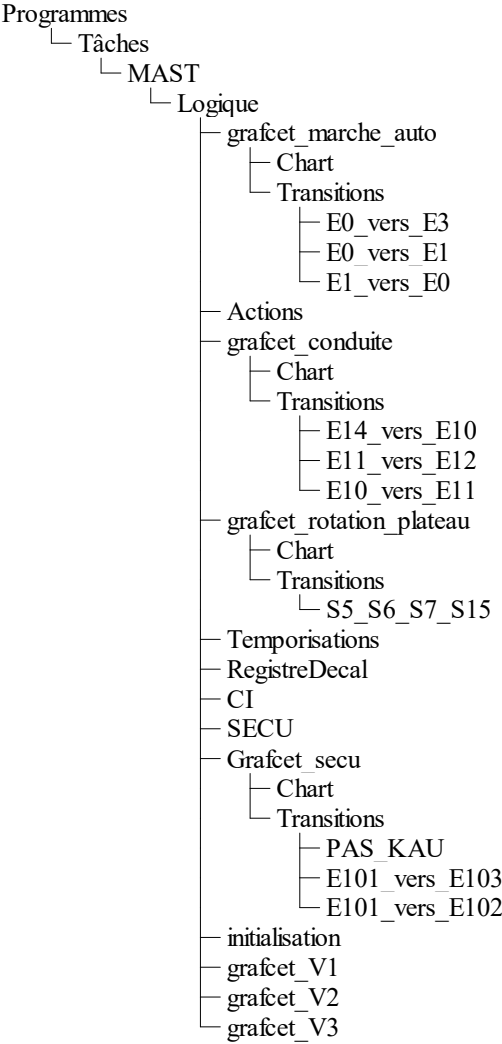 Programmes
Tâches
MAST
Logique
grafcet_marche_auto
Chart
Transitions
E0_vers_E3
E0_vers_E1
E1_vers_E0
Actions
grafcet_conduite
Chart
Transitions
E14_vers_E10
E11_vers_E12
E10_vers_E11
grafcet_rotation_plateau
Chart
Transitions
S5_S6_S7_S15
Temporisations
RegistreDecal
CI
SECU
Grafcet_secu
Chart
Transitions
PAS_KAU
E101_vers_E103
E101_vers_E102
initialisation
grafcet_V1
grafcet_V2
grafcet_V3